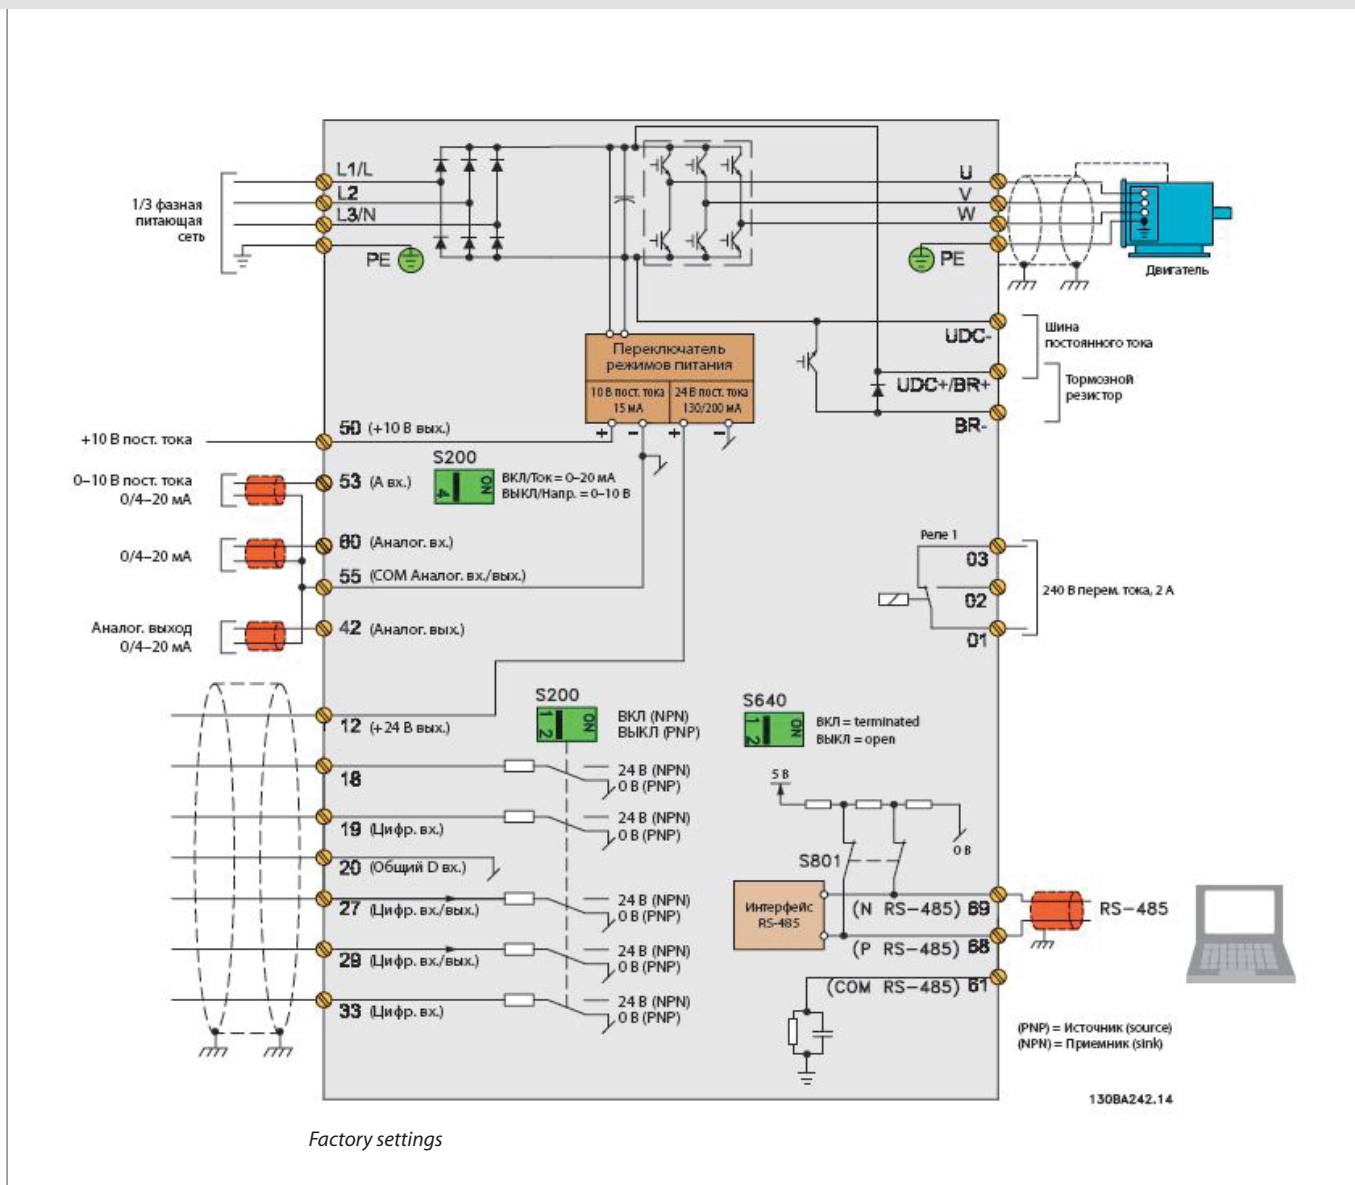 L1/L
L2
L3/N
PE
1/3 фазная
питающая
сеть
U
V
W
PE
Двигатель
UDC-
Шина
постоянного тока
UDC+/BR+
Тормозной
резистор
BR-
Переключатель
режимов питания
10 В пост. тока
15 мА
24 В пост. тока
130/200 мА
+ - + -
+10 В пост. тока
50 (+10 В вых.)
0–10 В пост. тока
0/4–20 мА
53 (А вх.)
S200
ON
4
ВКЛ/Ток = 0–20 мА
ВЫКЛ/Напр. = 0–10 В
0/4–20 мА
60 (Аналог. вх.)
55 (COM Аналог. вх./вых.)
Аналог. выход
0/4–20 мА
42 (Аналог. вых.)
Реле 1
03
02
01
240 В перем. тока, 2 А
12 (+24 В вых.)
S200
1 2
ON
ВКЛ (NPN)
ВЫКЛ (PNP)
S640
1 2
ON
ВКЛ = terminated
ВЫКЛ = open
18
24 В (NPN)
0 В (PNP)
19 (Цифр. вх.)
24 В (NPN)
0 В (PNP)
20 (Общий D вх.)
27 (Цифр. вх./вых.)
24 В (NPN)
0 В (PNP)
29 (Цифр. вх./вых.)
24 В (NPN)
0 В (PNP)
33 (Цифр. вх.)
24 В (NPN)
0 В (PNP)
5 В
0 В
S801
Интерфейс
RS-485
(N RS-485) 69
(P RS-485) 68
(COM RS-485) 61
RS-485
(PNP) = Источник (source)
(NPN) = Приемник (sink)
130BA242.14
Factory settings